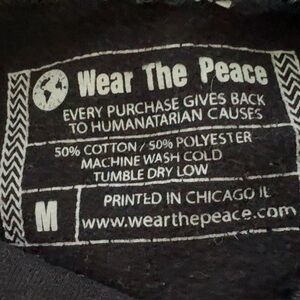 Wear The Peace
EVERY PURCHASE GIVES BACK
TO HUMANATARIAN CAUSES
50% COTTON / 50% POLYESTER
MACHINE WASH COLD
TUMBLE DRY LOW
M
PRINTED IN CHICAGO IL
www.wearthepeace.com